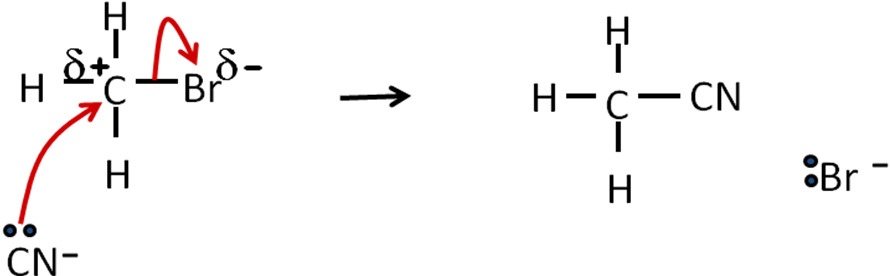 H H
δ+ δ-
H C Br H C CN
H H
:Br -
CN-